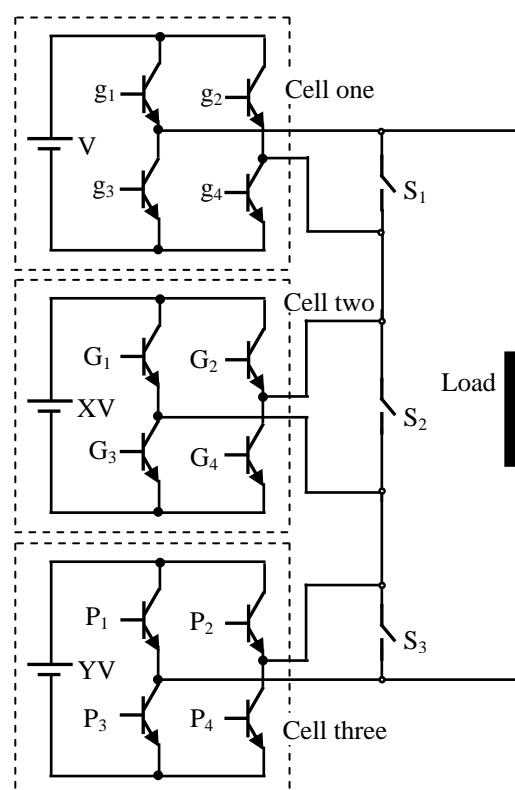 g₁
g₂
Cell one
V
g₃
g₄
S₁
Cell two
G₁
G₂
Load
XV
S₂
G₃
G₄
P₁
P₂
S₃
YV
P₃
P₄
Cell three